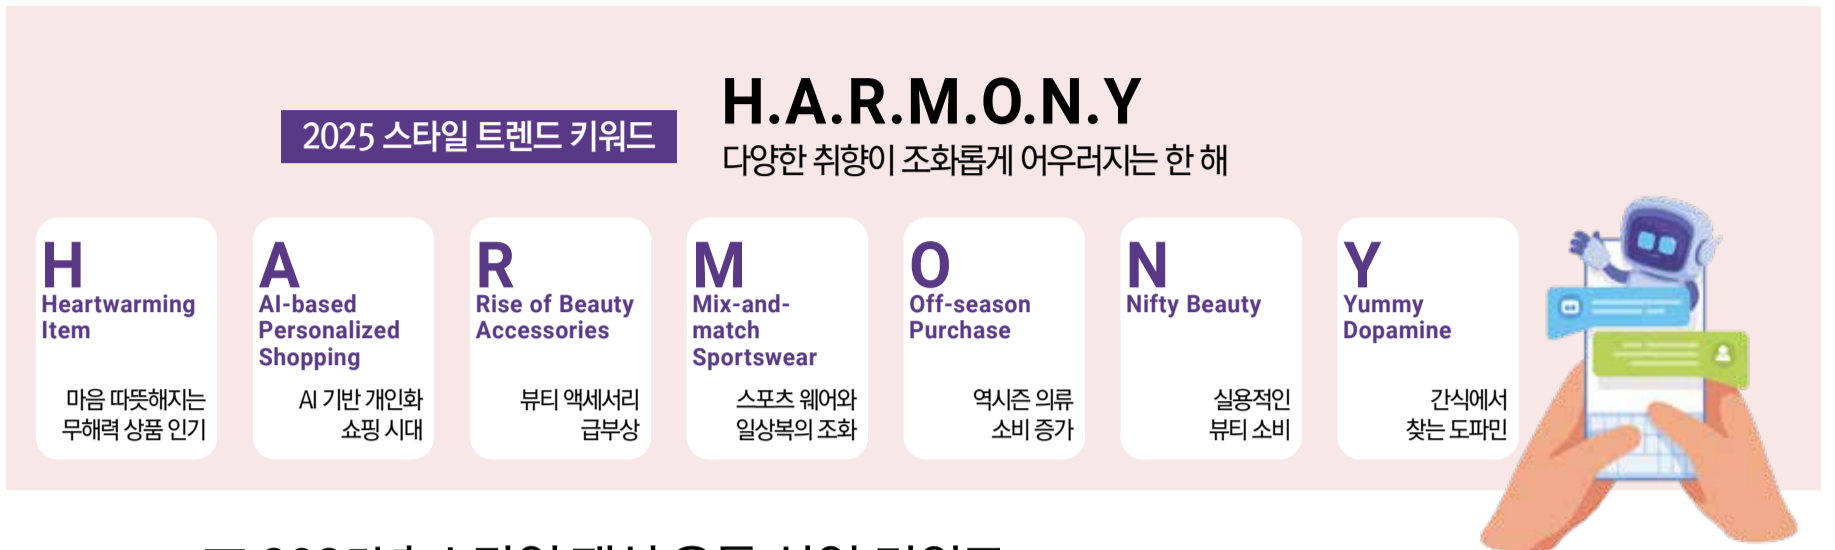 2025 스타일 트렌드 키워드
H.A.R.M.O.N.Y
다양한 취향이 조화롭게 어우러지는 한 해
H
Heartwarming
Item
마음 따뜻해지는
무해력 상품 인기
A
AI-based
Personalized
Shopping
AI 기반 개인화
쇼핑 시대
R
Rise of Beauty
Accessories
뷰티 액세서리
급부상
M
Mix-and-
match
Sportswear
스포츠 웨어와
일상복의 조화
O
Off-season
Purchase
역시즌 의류
소비 증가
N
Nifty Beauty
실용적인
뷰티 소비
Y
Yummy
Dopamine
간식에서
찾는 도파민